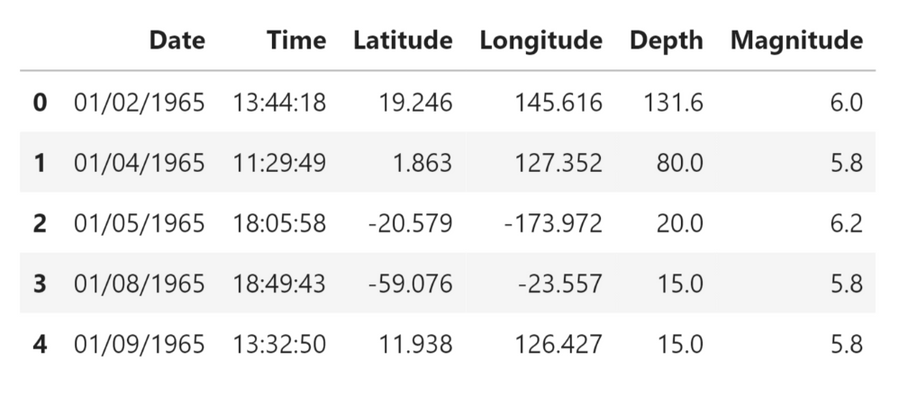 Date Time Latitude Longitude Depth Magnitude
0 01/02/1965 13:44:18 19.246 145.616 131.6 6.0
1 01/04/1965 11:29:49 1.863 127.352 80.0 5.8
2 01/05/1965 18:05:58 -20.579 -173.972 20.0 6.2
3 01/08/1965 18:49:43 -59.076 -23.557 15.0 5.8
4 01/09/1965 13:32:50 11.938 126.427 15.0 5.8